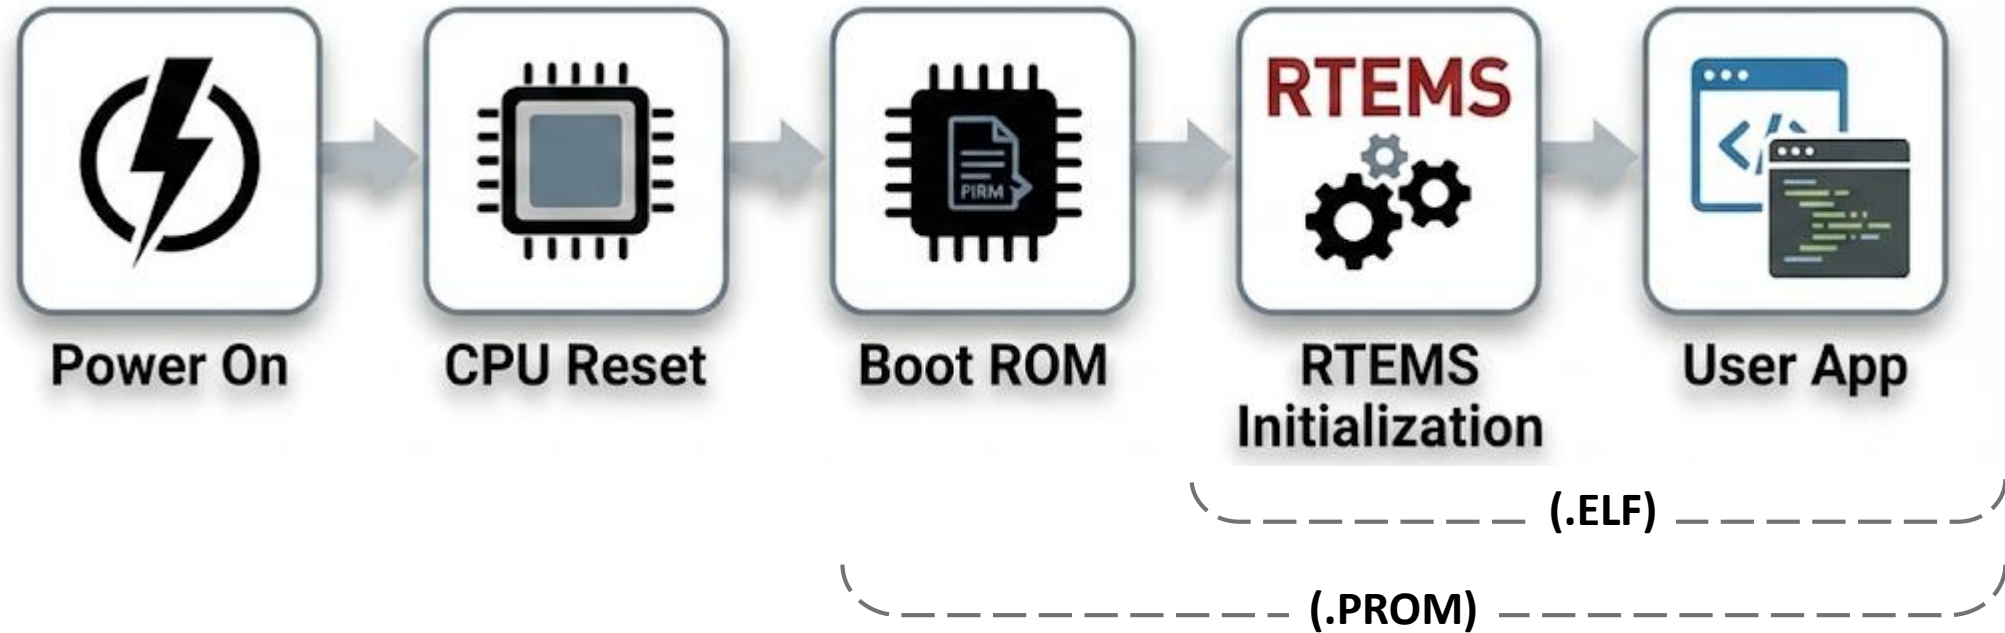 RTEMS
PIRM
</>
Power On
CPU Reset
Boot ROM
RTEMS
Initialization
User App
(.ELF)
(.PROM)